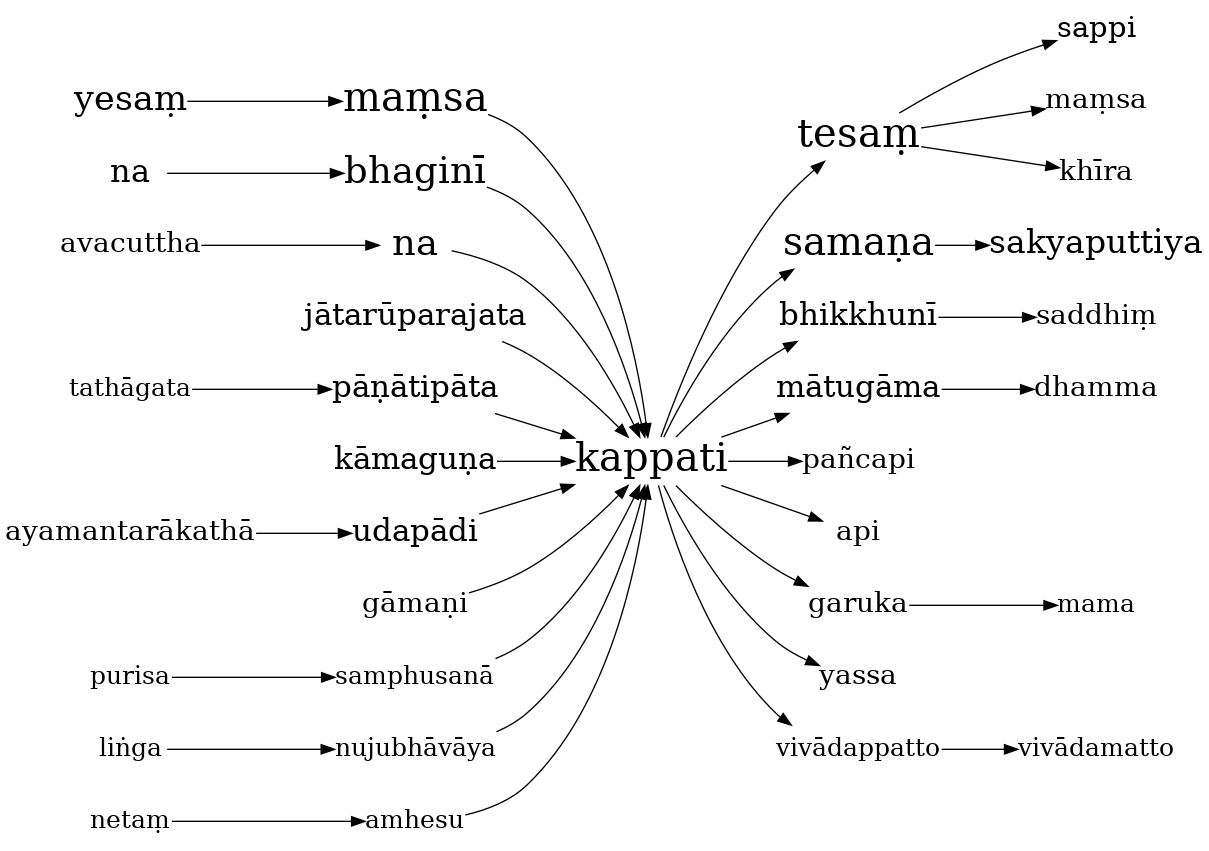 sappi
yesaṃ maṃsa maṃsa
tesaṃ
na bhaginī khīra
avacuttha na samaṇa sakyaputtiya
jātarūparajata bhikkhunī saddhiṃ
tathāgata pāṇātipāta mātugāma dhamma
kāmaguṇa kappati pañcapi
ayamantarākathā udapādi api
gāmaṇi garuka mama
purisa samphusanā yassa
liṅga nujubhāvāya vivādappatto vivādamatto
netaṃ amhesu